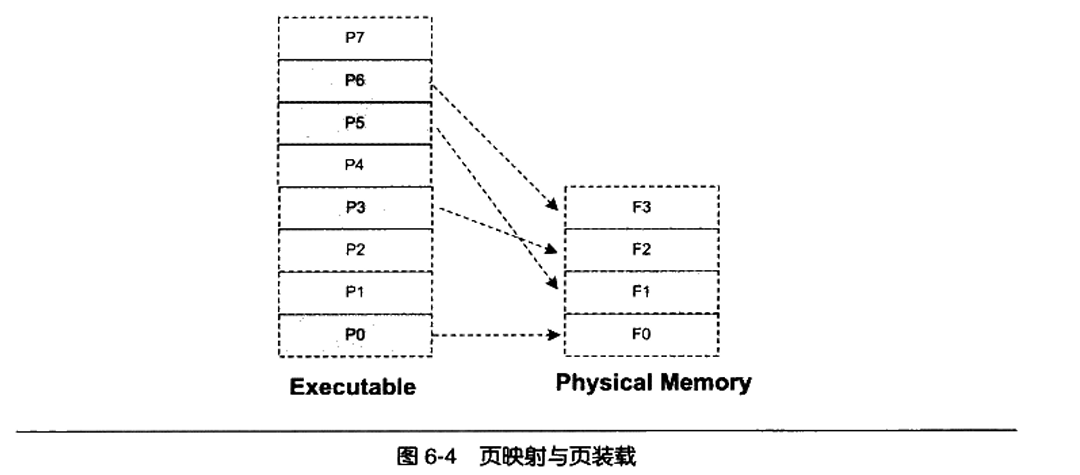 P7
P6
P5
P4
P3
P2
P1
P0
F3
F2
F1
F0
Executable
Physical Memory
图 6-4 页映射与页装载